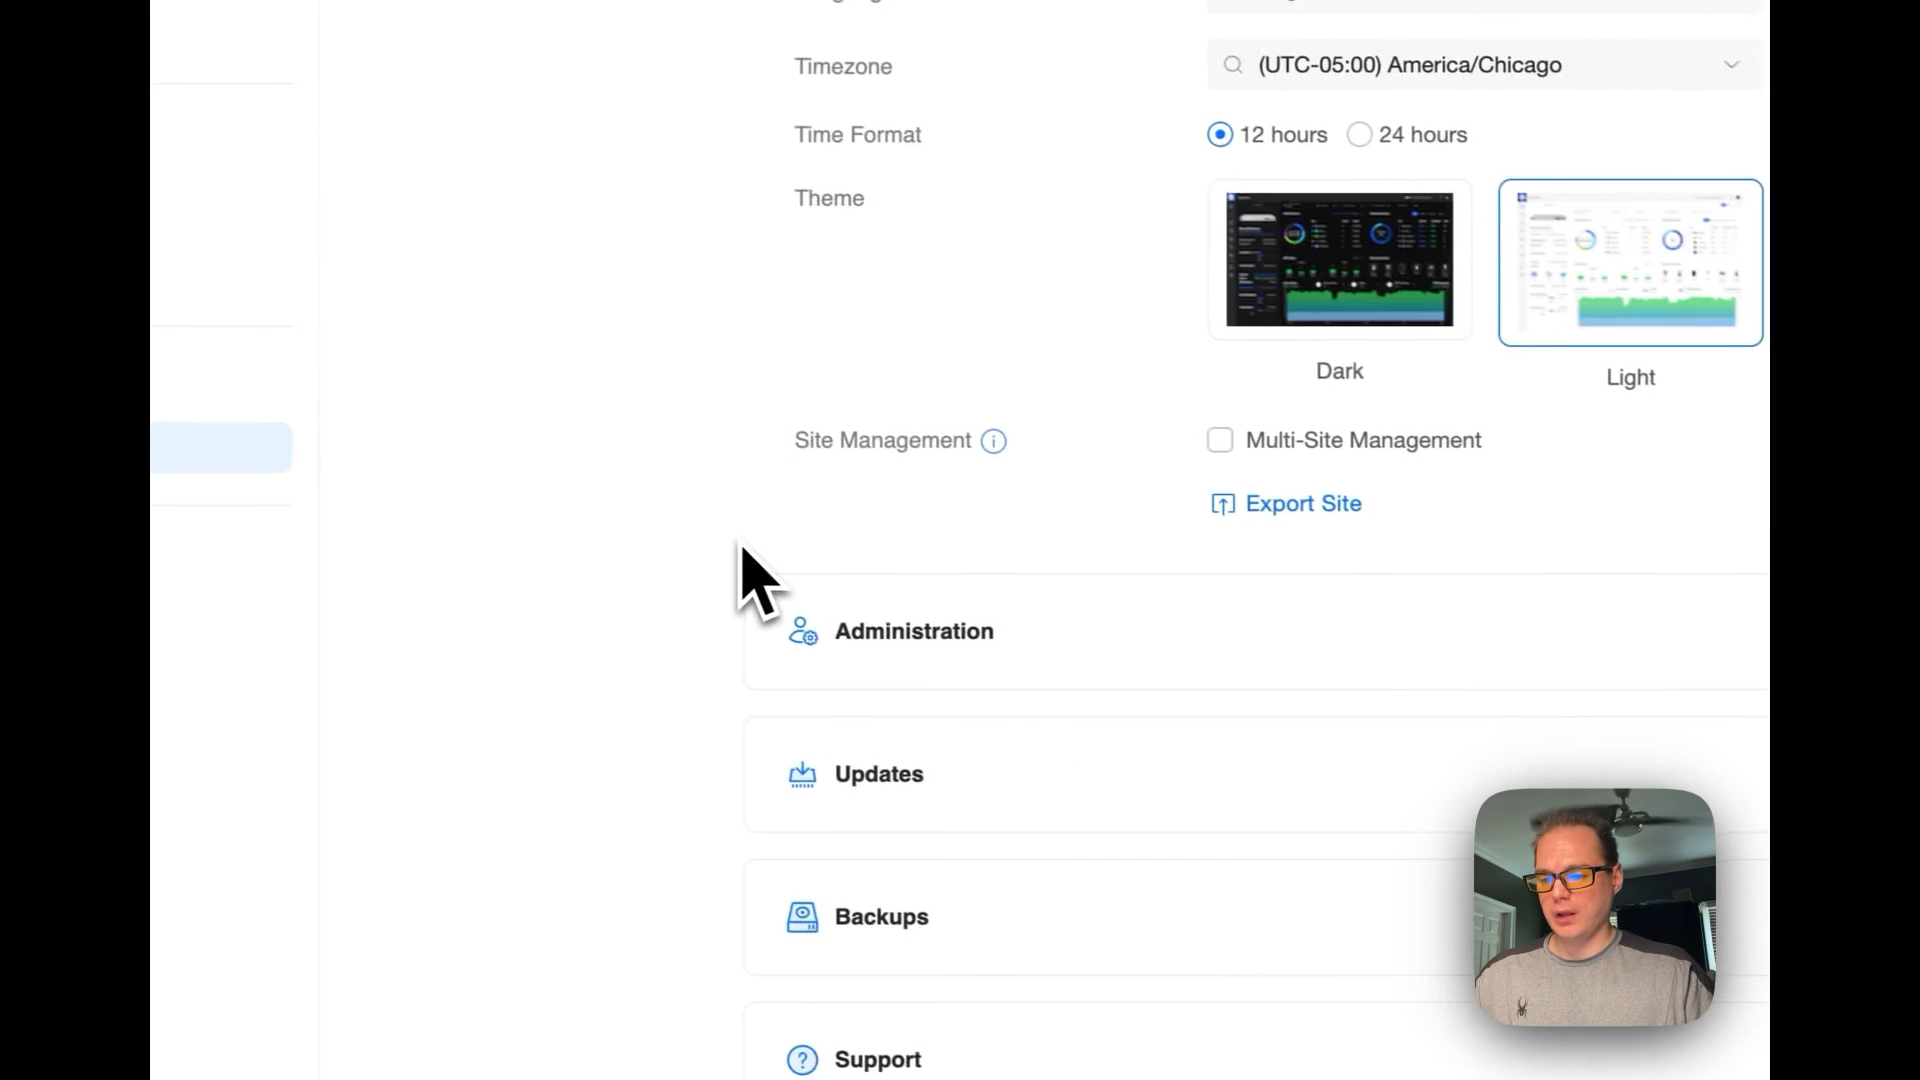 Timezone
(UTC-05:00) America/Chicago
Time Format
12 hours
24 hours
Theme
Dark
Light
Site Management
Multi-Site Management
Export Site
Administration
Updates
Backups
Support